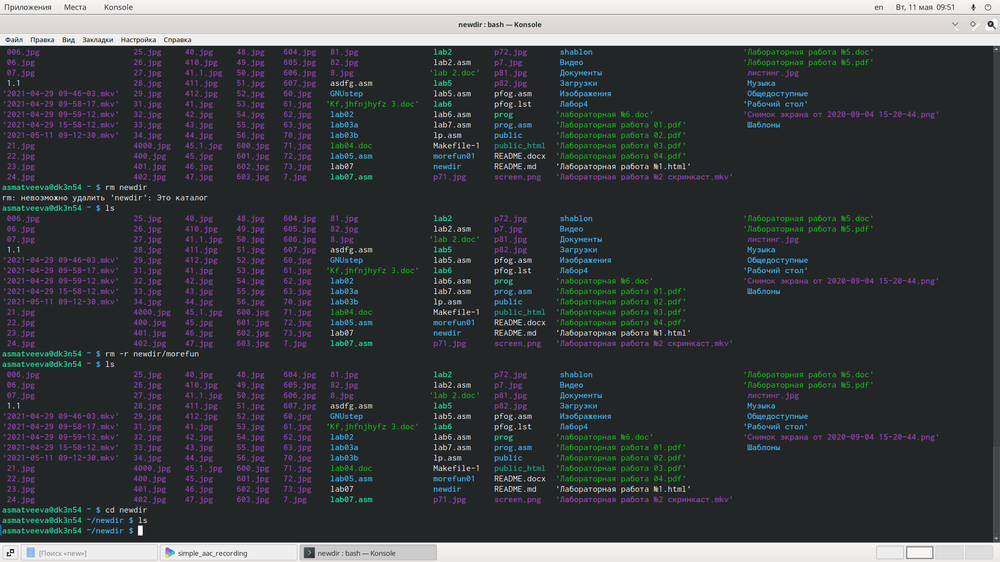 Приложения Места Konsole en Вт, 11 мая 09:51
newdir : bash — Konsole
Файл Правка Вид Закладки Настройка Справка
006.jpg 25.jpg 40.jpg 48.jpg 604.jpg 81.jpg lab2 p72.jpg shablon 'Лабораторная работа №5.doc'
06.jpg 26.jpg 410.jpg 49.jpg 605.jpg 82.jpg lab2.asm p7.jpg Видео 'Лабораторная работа №5.pdf'
07.jpg 27.jpg 41.1.jpg 50.jpg 606.jpg 8.jpg 'lab 2.doc' p81.jpg Документы листинг.jpg
1.1 28.jpg 411.jpg 51.jpg 607.jpg asdfg.asm lab5 p82.jpg Загрузки Музыка
'2021-04-29 09-46-03.mkv' 29.jpg 412.jpg 52.jpg 60.jpg GNUstep lab5.asm pfog.asm Изображения Общедоступные
'2021-04-29 09-58-17.mkv' 31.jpg 41.jpg 53.jpg 61.jpg 'Kf,jhfnjhyfz 3.doc' lab6 pfog.lst Лабор4 'Рабочий стол'
'2021-04-29 09-59-12.mkv' 32.jpg 42.jpg 54.jpg 62.jpg lab02 lab6.asm prog 'лабораторная №6.doc' 'Снимок экрана от 2020-09-04 15-20-44.png'
'2021-04-29 15-58-12.mkv' 33.jpg 43.jpg 55.jpg 63.jpg lab03a lab7.asm prog.asm 'Лабораторная работа 01.pdf' Шаблоны
'2021-05-11 09-12-30.mkv' 34.jpg 44.jpg 56.jpg 70.jpg lab03b lp.asm public 'Лабораторная работа 02.pdf'
21.jpg 4000.jpg 45.1.jpg 600.jpg 71.jpg lab04.doc Makefile-1 public_html 'Лабораторная работа 03.pdf'
22.jpg 400.jpg 45.jpg 601.jpg 72.jpg lab05.asm morefun01 README.docx 'Лабораторная работа 04.pdf'
23.jpg 401.jpg 46.jpg 602.jpg 73.jpg lab07 newdir README.md 'Лабораторная работа №1.html'
24.jpg 402.jpg 47.jpg 603.jpg 7.jpg lab07.asm p71.jpg screen.png 'Лабораторная работа №2 скринкаст.mkv'
asmatveeva@dk3n54 ~ $ rm newdir
rm: невозможно удалить 'newdir': Это каталог
asmatveeva@dk3n54 ~ $ ls
006.jpg 25.jpg 40.jpg 48.jpg 604.jpg 81.jpg lab2 p72.jpg shablon 'Лабораторная работа №5.doc'
06.jpg 26.jpg 410.jpg 49.jpg 605.jpg 82.jpg lab2.asm p7.jpg Видео 'Лабораторная работа №5.pdf'
07.jpg 27.jpg 41.1.jpg 50.jpg 606.jpg 8.jpg 'lab 2.doc' p81.jpg Документы листинг.jpg
1.1 28.jpg 411.jpg 51.jpg 607.jpg asdfg.asm lab5 p82.jpg Загрузки Музыка
'2021-04-29 09-46-03.mkv' 29.jpg 412.jpg 52.jpg 60.jpg GNUstep lab5.asm pfog.asm Изображения Общедоступные
'2021-04-29 09-58-17.mkv' 31.jpg 41.jpg 53.jpg 61.jpg 'Kf,jhfnjhyfz 3.doc' lab6 pfog.lst Лабор4 'Рабочий стол'
'2021-04-29 09-59-12.mkv' 32.jpg 42.jpg 54.jpg 62.jpg lab02 lab6.asm prog 'лабораторная №6.doc' 'Снимок экрана от 2020-09-04 15-20-44.png'
'2021-04-29 15-58-12.mkv' 33.jpg 43.jpg 55.jpg 63.jpg lab03a lab7.asm prog.asm 'Лабораторная работа 01.pdf' Шаблоны
'2021-05-11 09-12-30.mkv' 34.jpg 44.jpg 56.jpg 70.jpg lab03b lp.asm public 'Лабораторная работа 02.pdf'
21.jpg 4000.jpg 45.1.jpg 600.jpg 71.jpg lab04.doc Makefile-1 public_html 'Лабораторная работа 03.pdf'
22.jpg 400.jpg 45.jpg 601.jpg 72.jpg lab05.asm morefun01 README.docx 'Лабораторная работа 04.pdf'
23.jpg 401.jpg 46.jpg 602.jpg 73.jpg lab07 newdir README.md 'Лабораторная работа №1.html'
24.jpg 402.jpg 47.jpg 603.jpg 7.jpg lab07.asm p71.jpg screen.png 'Лабораторная работа №2 скринкаст.mkv'
asmatveeva@dk3n54 ~ $ rm -r newdir/morefun
asmatveeva@dk3n54 ~ $ ls
006.jpg 25.jpg 40.jpg 48.jpg 604.jpg 81.jpg lab2 p72.jpg shablon 'Лабораторная работа №5.doc'
06.jpg 26.jpg 410.jpg 49.jpg 605.jpg 82.jpg lab2.asm p7.jpg Видео 'Лабораторная работа №5.pdf'
07.jpg 27.jpg 41.1.jpg 50.jpg 606.jpg 8.jpg 'lab 2.doc' p81.jpg Документы листинг.jpg
1.1 28.jpg 411.jpg 51.jpg 607.jpg asdfg.asm lab5 p82.jpg Загрузки Музыка
'2021-04-29 09-46-03.mkv' 29.jpg 412.jpg 52.jpg 60.jpg GNUstep lab5.asm pfog.asm Изображения Общедоступные
'2021-04-29 09-58-17.mkv' 31.jpg 41.jpg 53.jpg 61.jpg 'Kf,jhfnjhyfz 3.doc' lab6 pfog.lst Лабор4 'Рабочий стол'
'2021-04-29 09-59-12.mkv' 32.jpg 42.jpg 54.jpg 62.jpg lab02 lab6.asm prog 'лабораторная №6.doc' 'Снимок экрана от 2020-09-04 15-20-44.png'
'2021-04-29 15-58-12.mkv' 33.jpg 43.jpg 55.jpg 63.jpg lab03a lab7.asm prog.asm 'Лабораторная работа 01.pdf' Шаблоны
'2021-05-11 09-12-30.mkv' 34.jpg 44.jpg 56.jpg 70.jpg lab03b lp.asm public 'Лабораторная работа 02.pdf'
21.jpg 4000.jpg 45.1.jpg 600.jpg 71.jpg lab04.doc Makefile-1 public_html 'Лабораторная работа 03.pdf'
22.jpg 400.jpg 45.jpg 601.jpg 72.jpg lab05.asm morefun01 README.docx 'Лабораторная работа 04.pdf'
23.jpg 401.jpg 46.jpg 602.jpg 73.jpg lab07 newdir README.md 'Лабораторная работа №1.html'
24.jpg 402.jpg 47.jpg 603.jpg 7.jpg lab07.asm p71.jpg screen.png 'Лабораторная работа №2 скринкаст.mkv'
asmatveeva@dk3n54 ~ $ cd newdir
asmatveeva@dk3n54 ~/newdir $ ls
asmatveeva@dk3n54 ~/newdir $
[Поиск «new»] simple_aac_recording newdir : bash — Konsole